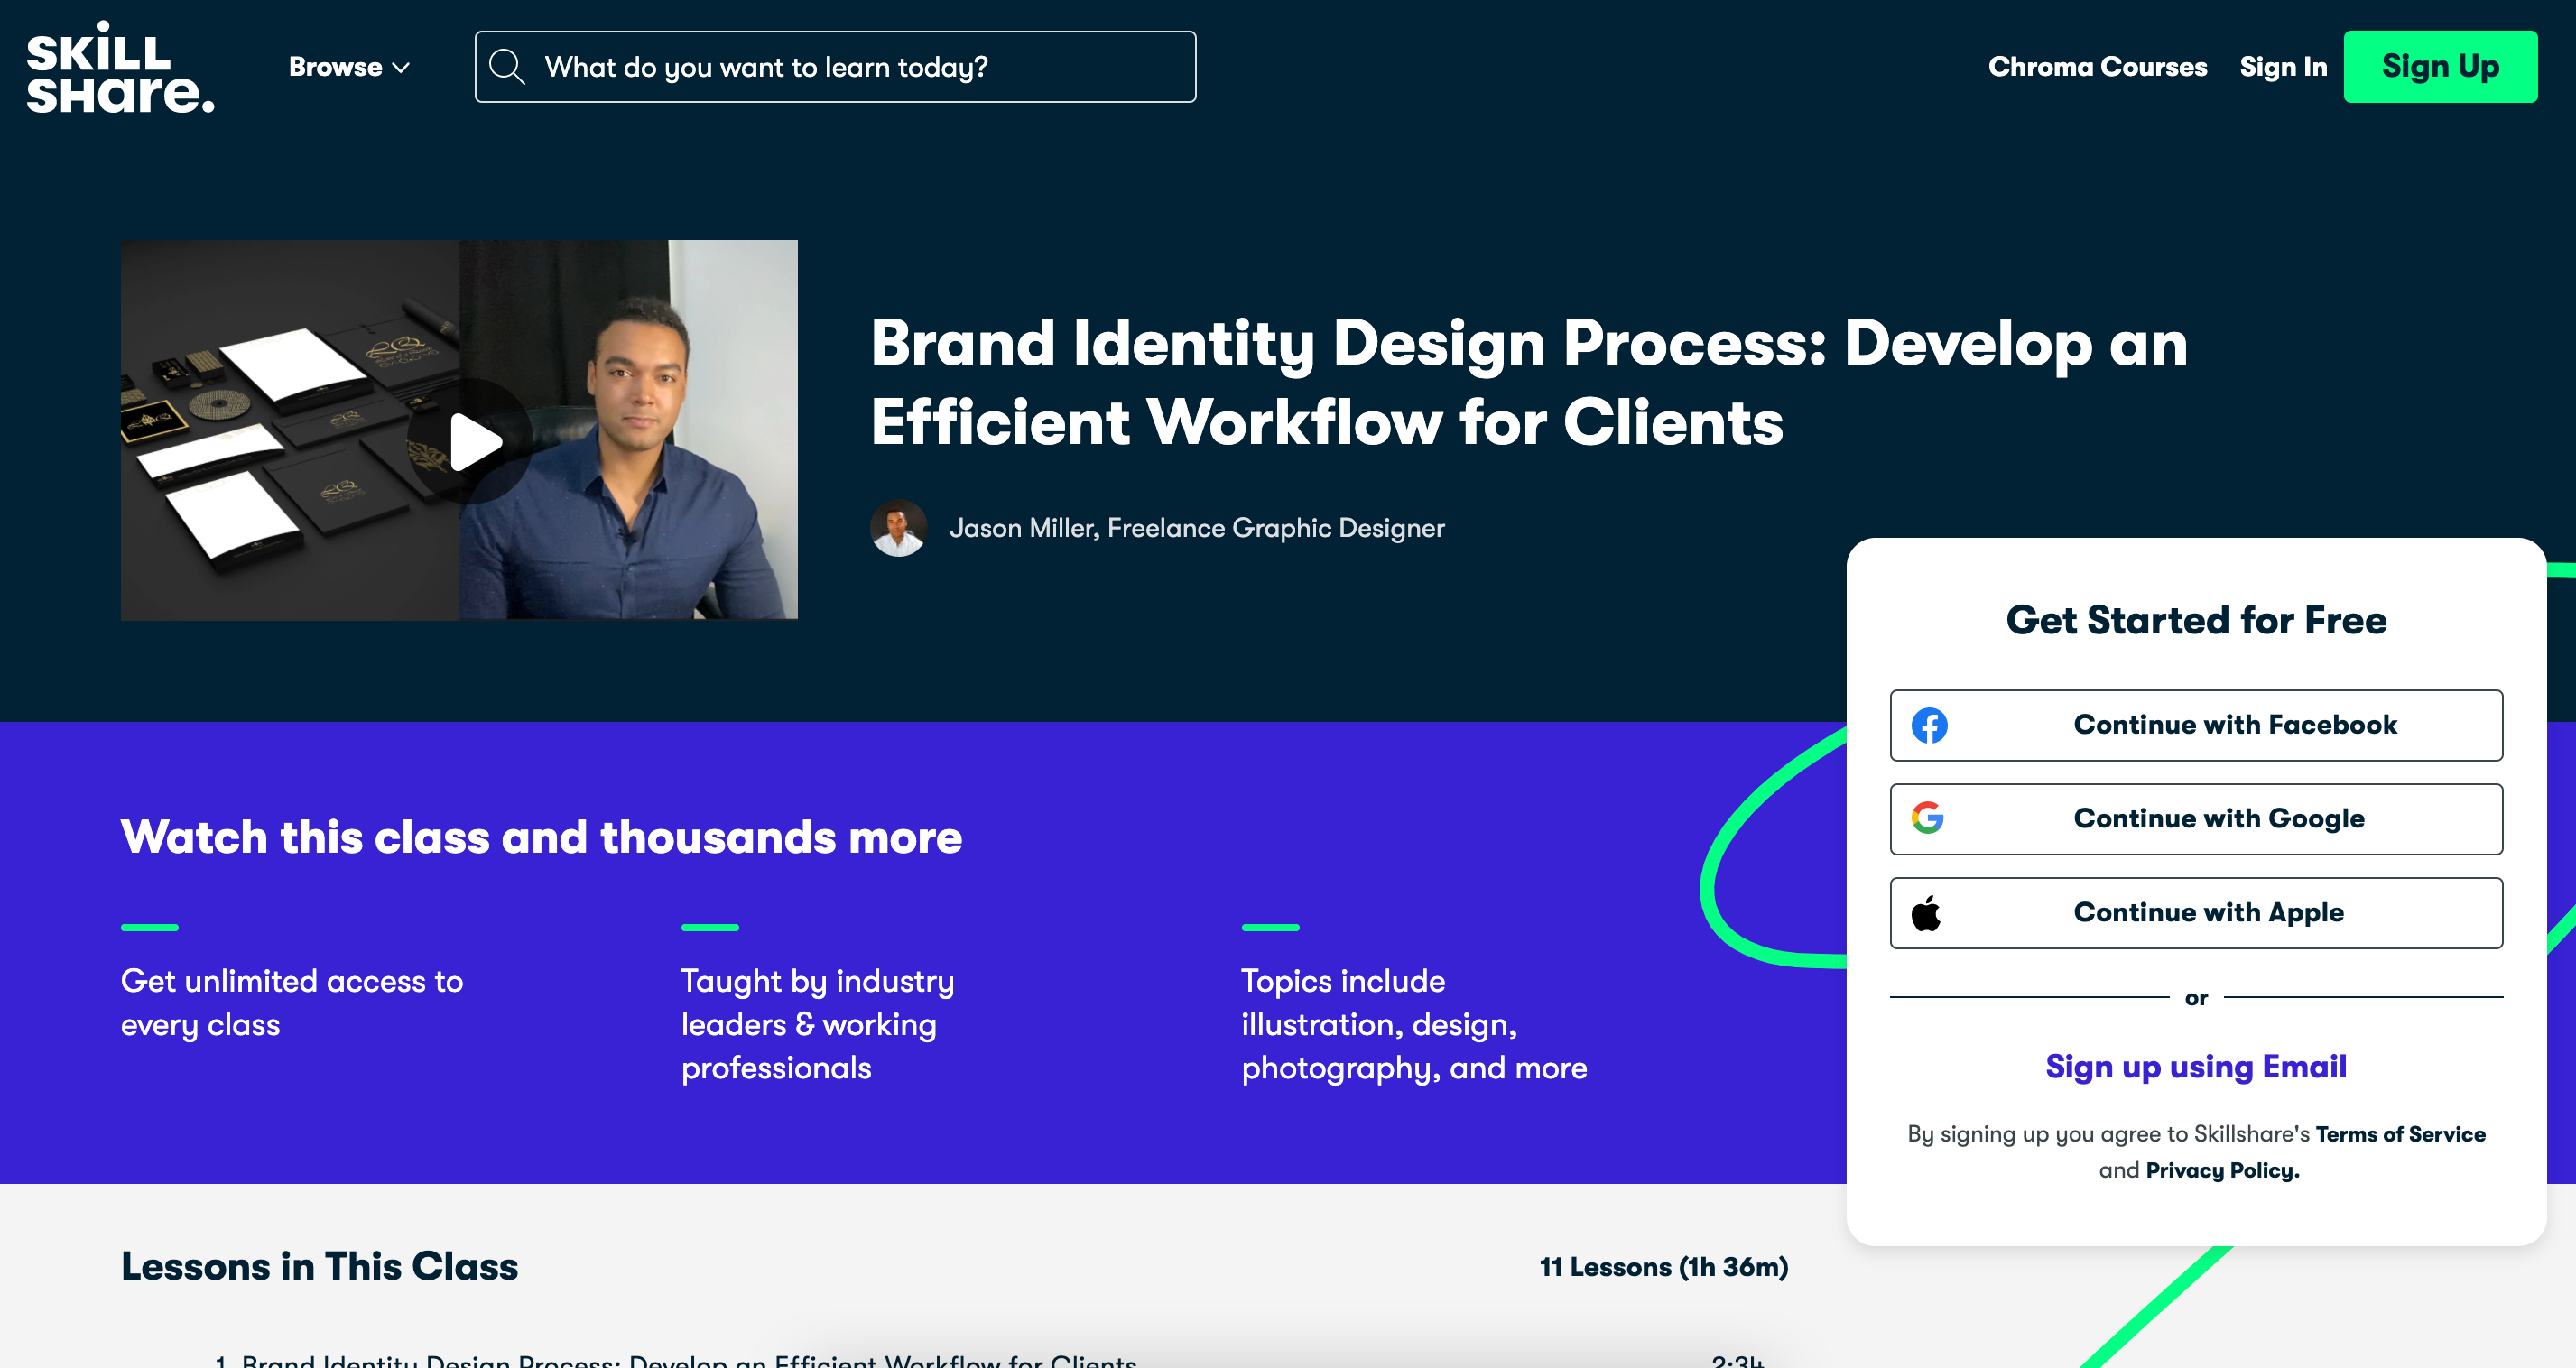 SKiLL
SHare.
Browse
What do you want to learn today?
Chroma Courses
Sign In
Sign Up
Brand Identity Design Process: Develop an
Efficient Workflow for Clients
Jason Miller, Freelance Graphic Designer
Get Started for Free
Continue with Facebook
Continue with Google
Continue with Apple
or
Sign up using Email
By signing up you agree to Skillshare's Terms of Service
and Privacy Policy.
Watch this class and thousands more
Get unlimited access to
every class
Taught by industry
leaders & working
professionals
Topics include
illustration, design,
photography, and more
Lessons in This Class
11 Lessons (1h 36m)
1. Brand Identity Design Process: Develop an Efficient Workflow for Clients
2:34